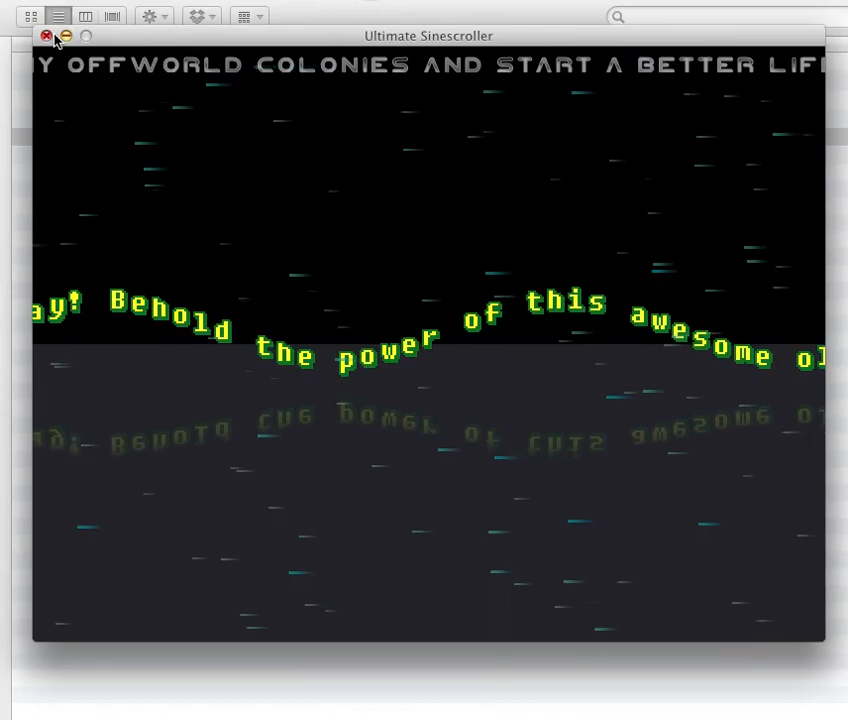 Ultimate Sinescroller
Y OFFWORLD COLONIES AND START A BETTER LIF
ay! Behold the power of this awesome ol